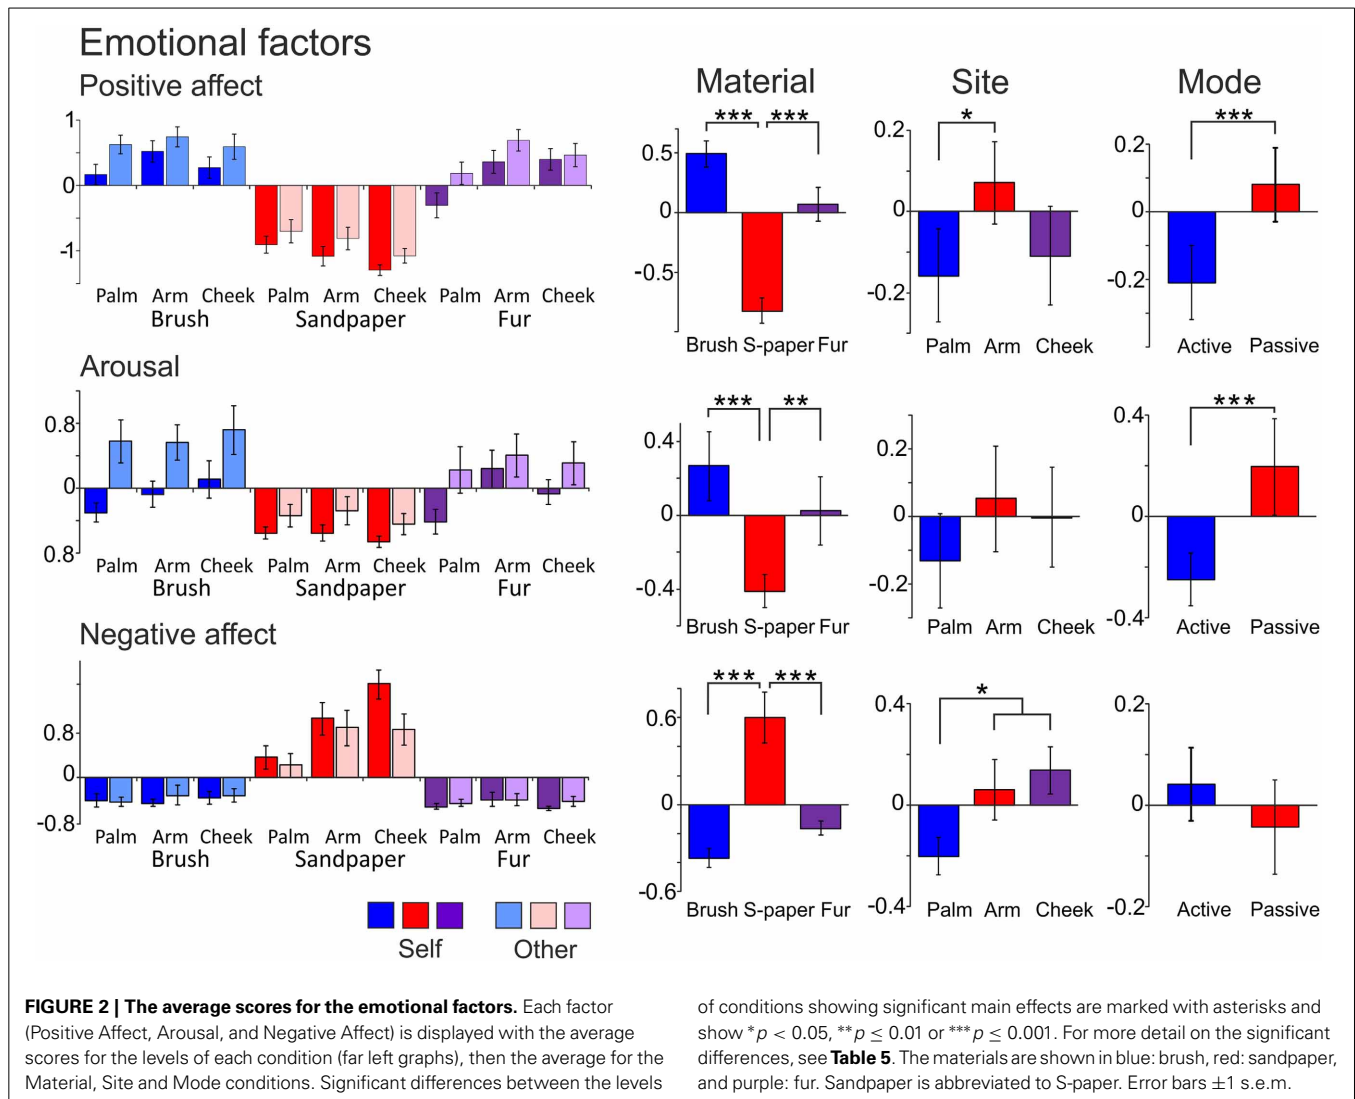 Emotional factors
Positive affect
1
0
-1
Palm Arm Cheek Palm Arm Cheek Palm Arm Cheek
Brush Sandpaper Fur
Material
*** ***
0.5
0
-0.5
Brush S-paper Fur
Site
*
0.2
0
-0.2
Palm Arm Cheek
Mode
***
0.2
0
-0.2
Active Passive
Arousal
0.8
0
0.8
Palm Arm Cheek Palm Arm Cheek Palm Arm Cheek
Brush Sandpaper Fur
*** **
0.4
0
-0.4
Brush S-paper Fur
0.2
0
-0.2
Palm Arm Cheek
***
0.4
0
-0.4
Active Passive
Negative affect
0.8
0
-0.8
Palm Arm Cheek Palm Arm Cheek Palm Arm Cheek
Brush Sandpaper Fur
*** ***
0.6
0
-0.6
Brush S-paper Fur
*
0.4
0
-0.4
Palm Arm Cheek
0.2
0
-0.2
Active Passive
Self Other
FIGURE 2 | The average scores for the emotional factors. Each factor
(Positive Affect, Arousal, and Negative Affect) is displayed with the average
scores for the levels of each condition (far left graphs), then the average for the
Material, Site and Mode conditions. Significant differences between the levels
of conditions showing significant main effects are marked with asterisks and
show *p < 0.05, **p ≤ 0.01 or ***p ≤ 0.001. For more detail on the significant
differences, see Table 5. The materials are shown in blue: brush, red: sandpaper,
and purple: fur. Sandpaper is abbreviated to S-paper. Error bars ±1 s.e.m.